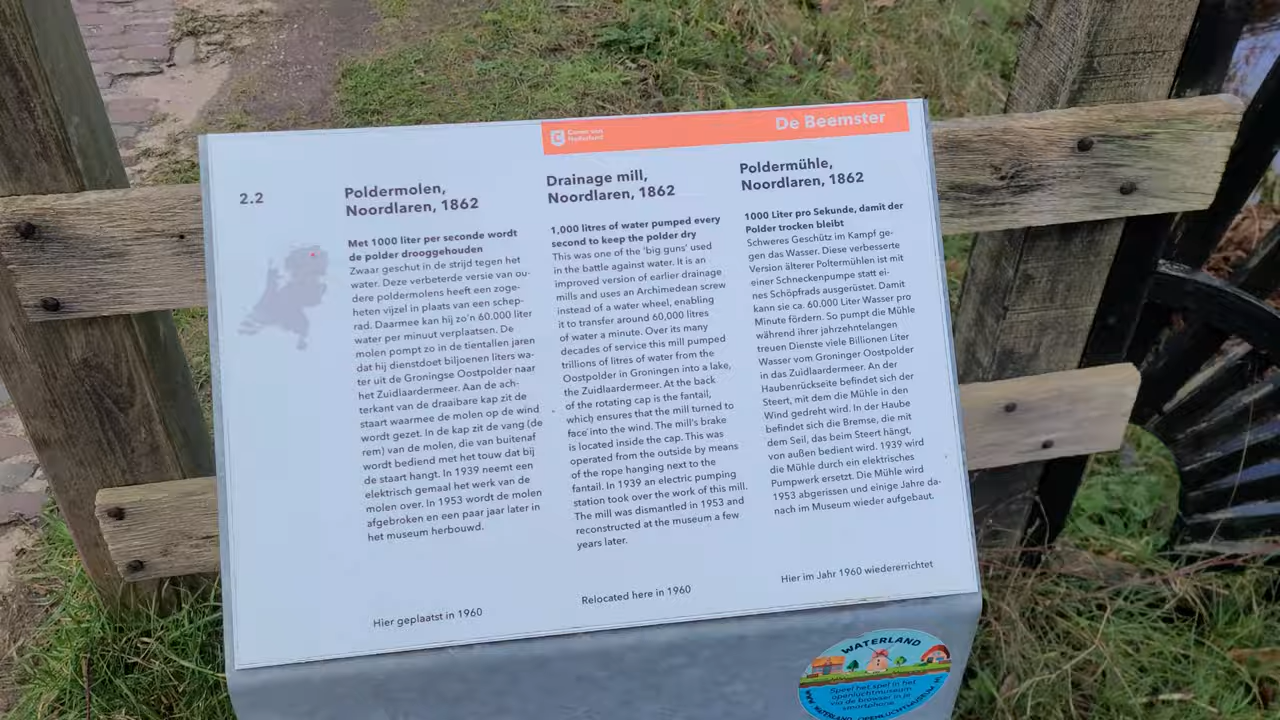 Canon van
Nederland
De Beemster
2.2
Poldermolen,
Noordlaren, 1862
Met 1000 liter per seconde wordt
de polder drooggehouden
Zwaar geschut in de strijd tegen het
water. Deze verbeterde versie van ou-
dere poldermolens heeft een zoge-
heten vijzel in plaats van een schep-
rad. Daarmee kan hij zo'n 60.000 liter
water per minuut verplaatsen. De
molen pompt zo in de tientallen jaren
dat hij dienstdoet biljoenen liters wa-
ter uit de Groningse Oostpolder naar
het Zuidlaardermeer. Aan de ach-
terkant van de draaibare kap zit de
staart waarmee de molen op de wind
wordt gezet. In de kap zit de vang (de
rem) van de molen, die van buitenaf
wordt bediend met het touw dat bij
de staart hangt. In 1939 neemt een
elektrisch gemaal het werk van de
molen over. In 1953 wordt de molen
afgebroken en een paar jaar later in
het museum herbouwd.
Hier geplaatst in 1960
Drainage mill,
Noordlaren, 1862
1,000 litres of water pumped every
second to keep the polder dry
This was one of the 'big guns' used
in the battle against water. It is an
improved version of earlier drainage
mills and uses an Archimedean screw
instead of a water wheel, enabling
it to transfer around 60,000 litres
of water a minute. Over its many
decades of service this mill pumped
trillions of litres of water from the
Oostpolder in Groningen into a lake,
the Zuidlaardermeer. At the back
of the rotating cap is the fantail,
which ensures that the mill turned to
face into the wind. The mill's brake
is located inside the cap. This was
operated from the outside by means
of the rope hanging next to the
fantail. In 1939 an electric pumping
station took over the work of this mill.
The mill was dismantled in 1953 and
reconstructed at the museum a few
years later.
Relocated here in 1960
Poldermühle,
Noordlaren, 1862
1000 Liter pro Sekunde, damit der
Polder trocken bleibt
Schweres Geschütz im Kampf ge-
gen das Wasser. Diese verbesserte
Version älterer Poltermühlen ist mit
einer Schneckenpumpe statt ei-
nes Schöpfrads ausgerüstet. Damit
kann sie ca. 60.000 Liter Wasser pro
Minute fördern. So pumpt die Mühle
während ihrer jahrzehntelangen
treuen Dienste viele Billionen Liter
Wasser vom Groninger Oostpolder
in das Zuidlaardermeer. An der
Haubenrückseite befindet sich der
Steert, mit dem die Mühle in den
Wind gedreht wird. In der Haube
befindet sich die Bremse, die mit
dem Seil, das beim Steert hängt,
von außen bedient wird. 1939 wird
die Mühle durch ein elektrisches
Pumpwerk ersetzt. Die Mühle wird
1953 abgerissen und einige Jahre da-
nach im Museum wieder aufgebaut.
Hier im Jahr 1960 wiedererrichtet
WATERLAND
Speel het spel in het
openluchtmuseum
via de browser in je
smartphone